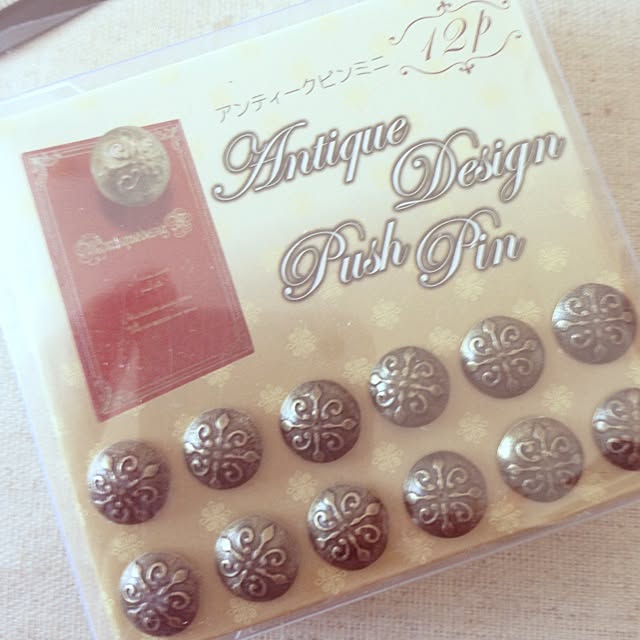 12p
アンティークピンミニ
Antique
Design
Push Pin